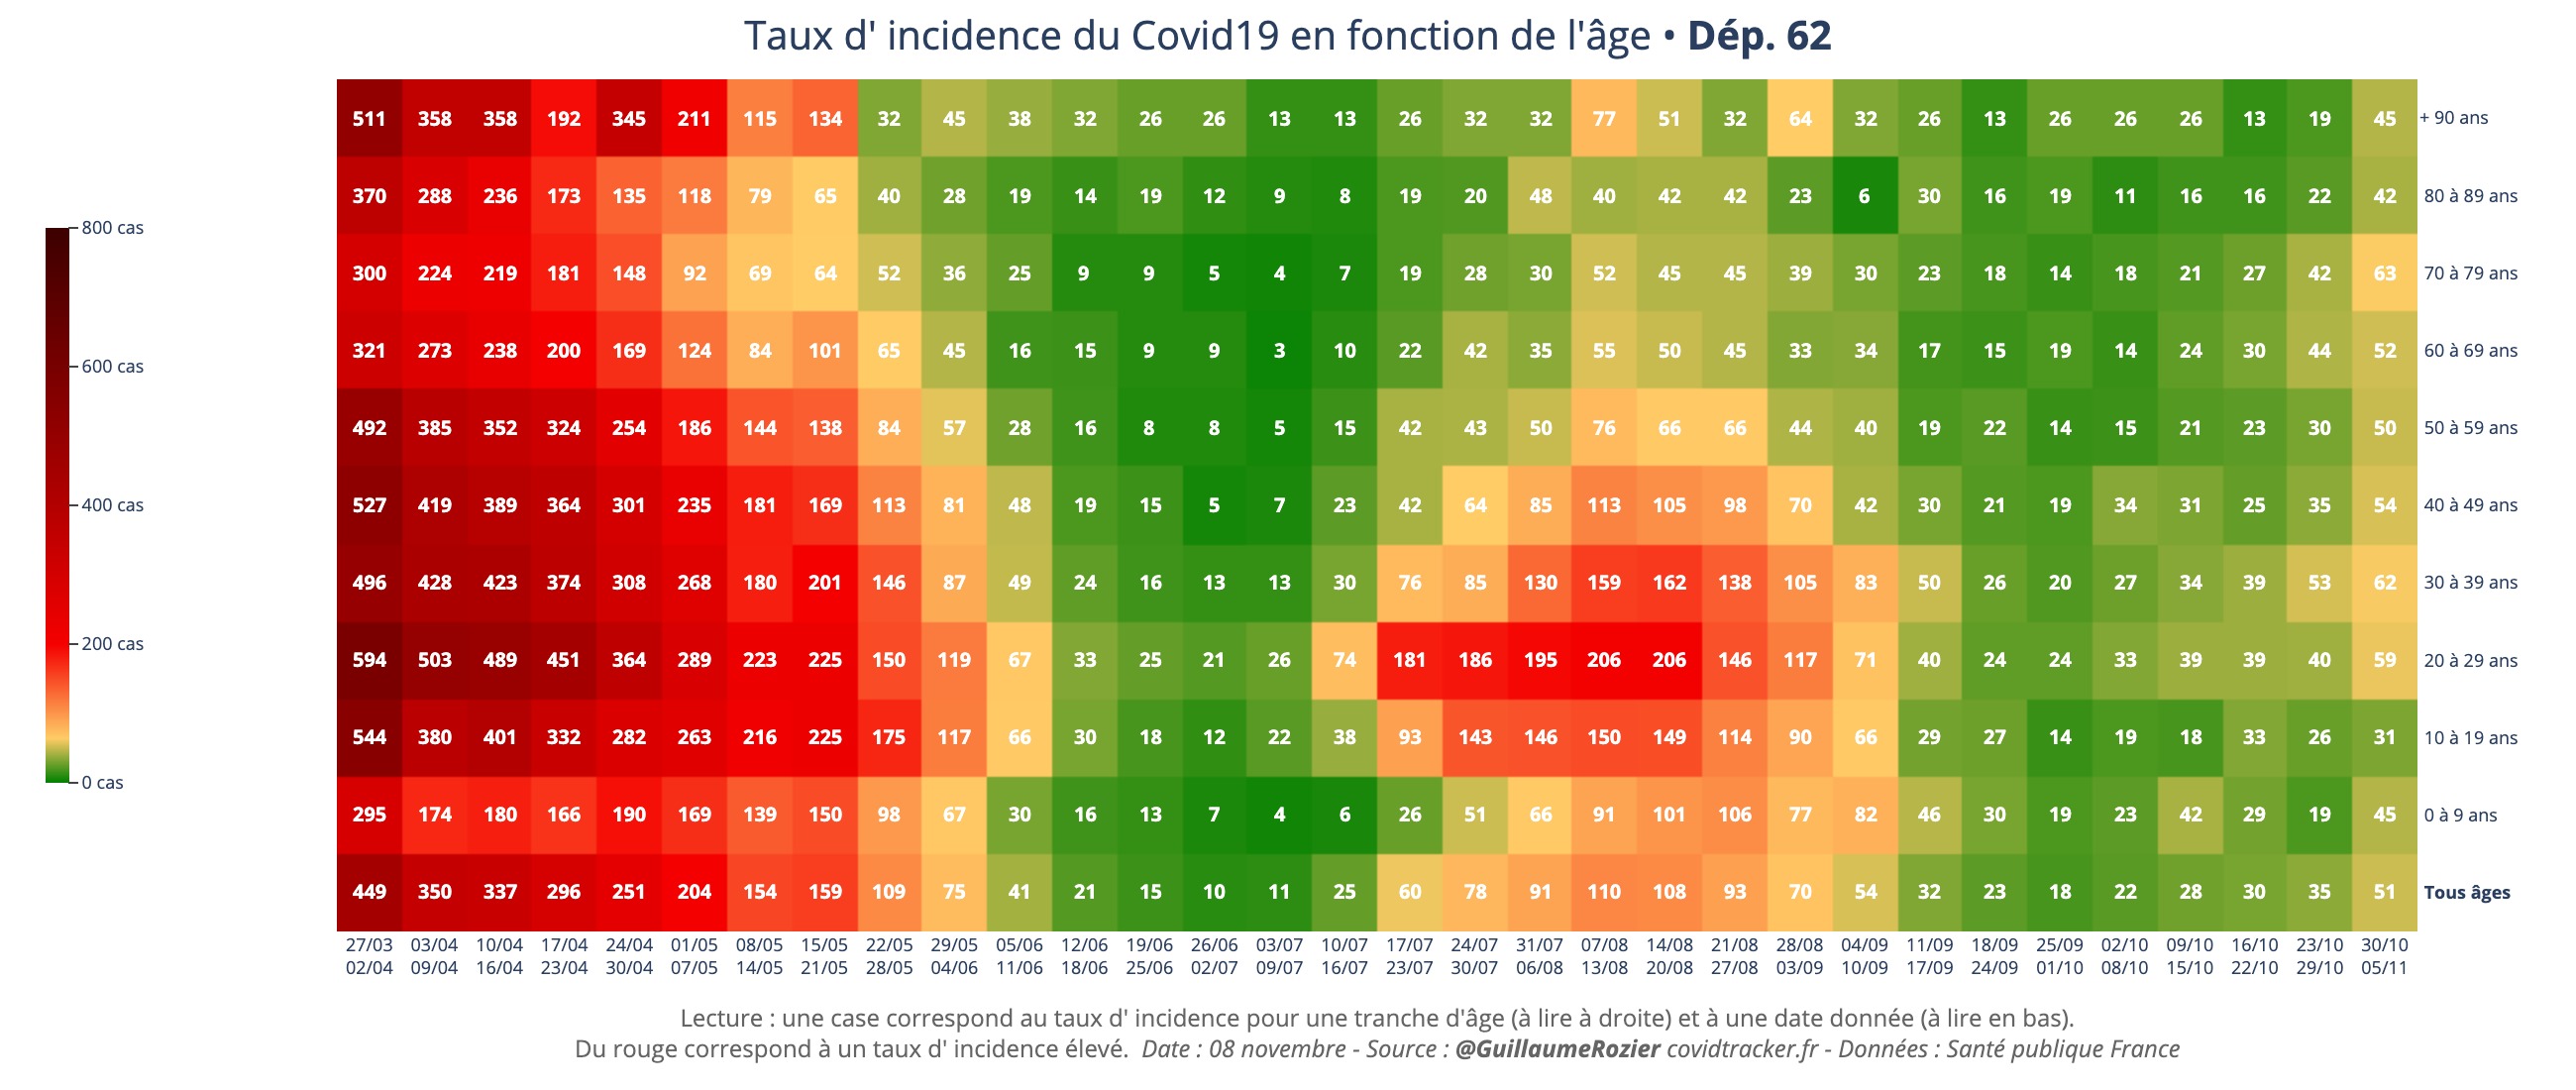 Taux d' incidence du Covid19 en fonction de l'âge • Dép. 62
800 cas
600 cas
400 cas
200 cas
0 cas
511 358 358 192 345 211 115 134 32 45 38 32 26 26 13 13 26 32 32 77 51 32 64 32 26 13 26 26 26 13 19 45 + 90 ans
370 288 236 173 135 118 79 65 40 28 19 14 19 12 9 8 19 20 48 40 42 42 23 6 30 16 19 11 16 16 22 42 80 à 89 ans
300 224 219 181 148 92 69 64 52 36 25 9 9 5 4 7 19 28 30 52 45 45 39 30 23 18 14 18 21 27 42 63 70 à 79 ans
321 273 238 200 169 124 84 101 65 45 16 15 9 9 3 10 22 42 35 55 50 45 33 34 17 15 19 14 24 30 44 52 60 à 69 ans
492 385 352 324 254 186 144 138 84 57 28 16 8 8 5 15 42 43 50 76 66 66 44 40 19 22 14 15 21 23 30 50 50 à 59 ans
527 419 389 364 301 235 181 169 113 81 48 19 15 5 7 23 42 64 85 113 105 98 70 42 30 21 19 34 31 25 35 54 40 à 49 ans
496 428 423 374 308 268 180 201 146 87 49 24 16 13 13 30 76 85 130 159 162 138 105 83 50 26 20 27 34 39 53 62 30 à 39 ans
594 503 489 451 364 289 223 225 150 119 67 33 25 21 26 74 181 186 195 206 206 146 117 71 40 24 24 33 39 39 40 59 20 à 29 ans
544 380 401 332 282 263 216 225 175 117 66 30 18 12 22 38 93 143 146 150 149 114 90 66 29 27 14 19 18 33 26 31 10 à 19 ans
295 174 180 166 190 169 139 150 98 67 30 16 13 7 4 6 26 51 66 91 101 106 77 82 46 30 19 23 42 29 19 45 0 à 9 ans
449 350 337 296 251 204 154 159 109 75 41 21 15 10 11 25 60 78 91 110 108 93 70 54 32 23 18 22 28 30 35 51 Tous âges
27/03 03/04 10/04 17/04 24/04 01/05 08/05 15/05 22/05 29/05 05/06 12/06 19/06 26/06 03/07 10/07 17/07 24/07 31/07 07/08 14/08 21/08 28/08 04/09 11/09 18/09 25/09 02/10 09/10 16/10 23/10 30/10
02/04 09/04 16/04 23/04 30/04 07/05 14/05 21/05 28/05 04/06 11/06 18/06 25/06 02/07 09/07 16/07 23/07 30/07 06/08 13/08 20/08 27/08 03/09 10/09 17/09 24/09 01/10 08/10 15/10 22/10 29/10 05/11
Lecture : une case correspond au taux d' incidence pour une tranche d'âge (à lire à droite) et à une date donnée (à lire en bas).
Du rouge correspond à un taux d' incidence élevé. Date : 08 novembre - Source : @GuillaumeRozier covidtracker.fr - Données : Santé publique France